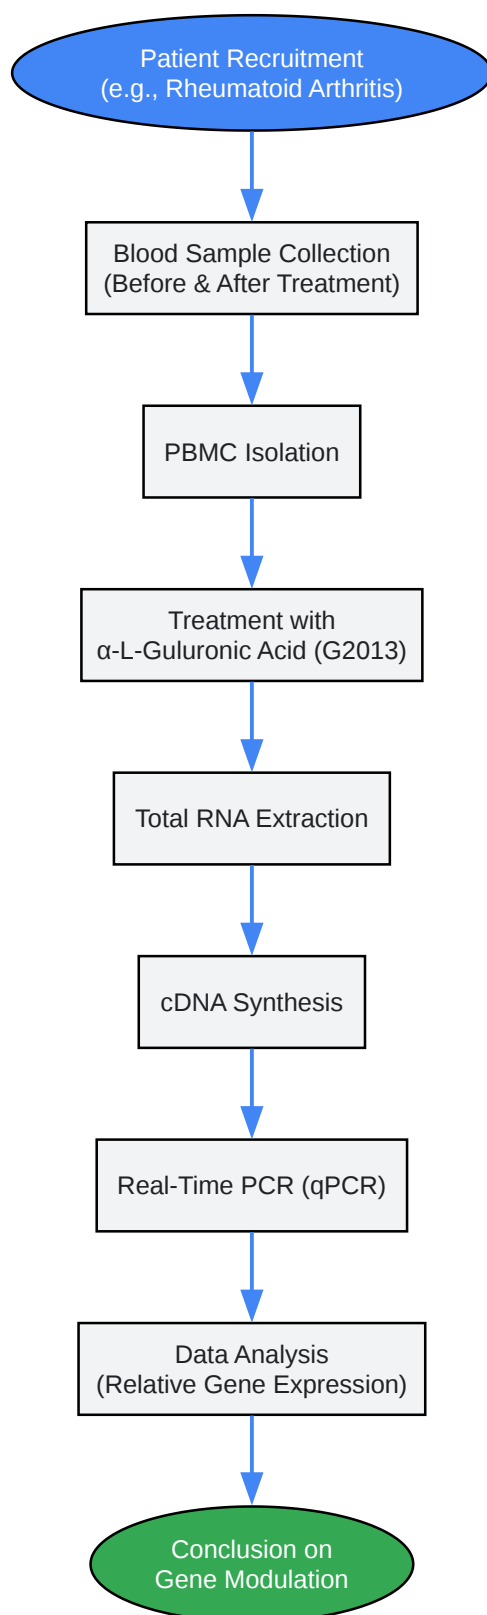 Patient Recruitment
(e.g., Rheumatoid Arthritis)
Blood Sample Collection
(Before & After Treatment)
PBMC Isolation
Treatment with
α-L-Guluronic Acid (G2013)
Total RNA Extraction
cDNA Synthesis
Real-Time PCR (qPCR)
Data Analysis
(Relative Gene Expression)
Conclusion on
Gene Modulation